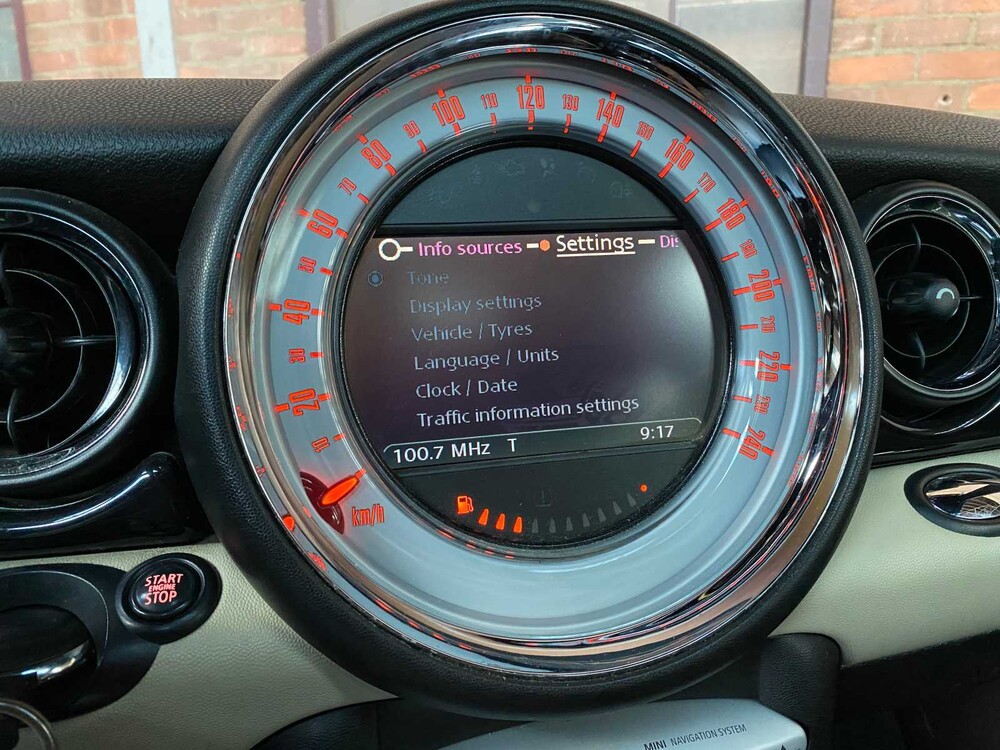 10
20
30
40
50
60
70
80
90
100
110
120
130
140
150
160
170
180
190
200
210
220
230
240
km/h
Info sources Settings
Tone
Display settings
Vehicle / Tyres
Language / Units
Clock / Date
Traffic information settings
100.7 MHz T 9:17
START
ENGINE
STOP
MINI NAVIGATION SYSTEM